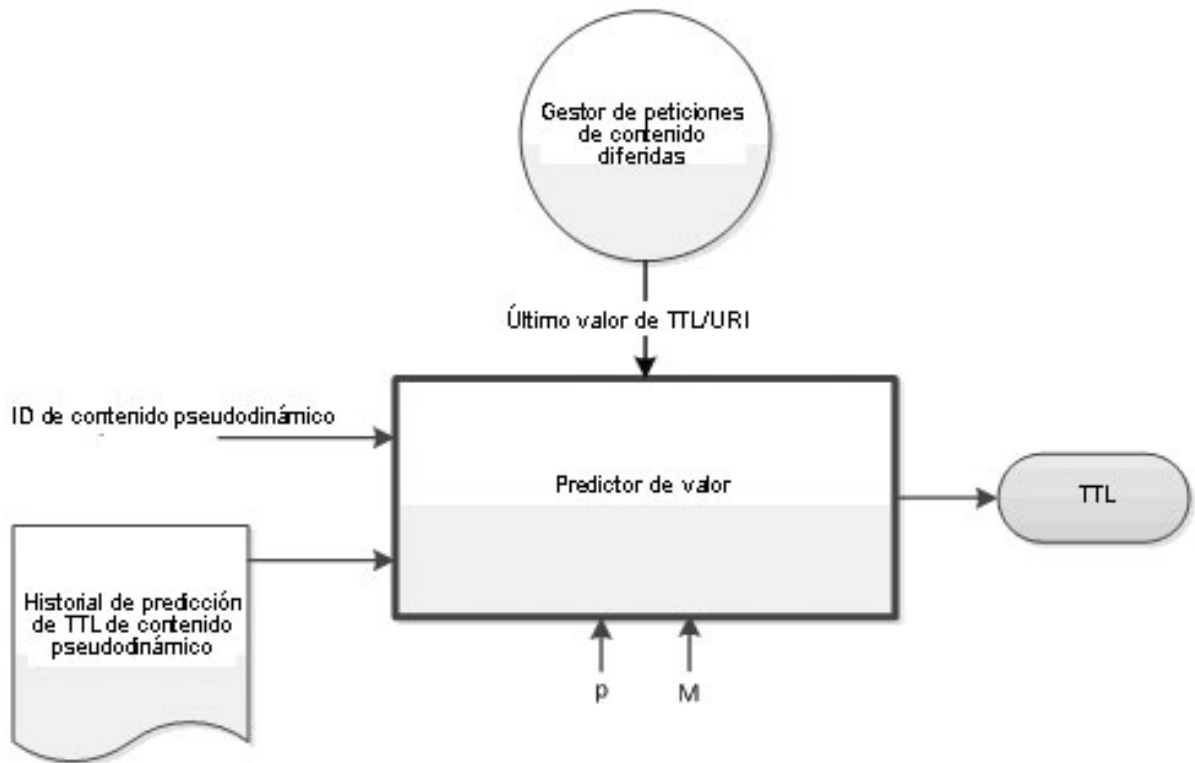 Gestor de peticiones
de contenido
diferidas
Último valor de TTL/URI
ID de contenido pseudodinámico
Predictor de valor
TTL
Historial de predicción
de TTL de contenido
pseudodinámico
p
M